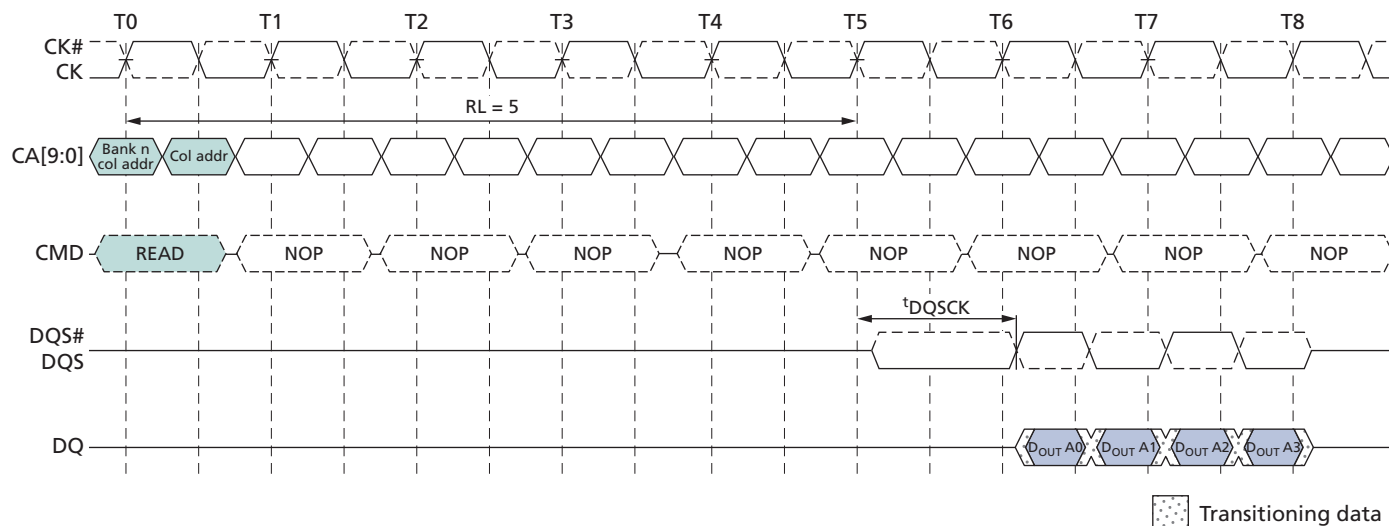 T0 T1 T2 T3 T4 T5 T6 T7 T8
CK#
CK
RL = 5
CA[9:0] Bank n Col addr
col addr
CMD READ NOP NOP NOP NOP NOP NOP NOP NOP
tDQSCK
DQS#
DQS
DQ DOUT A0 DOUT A1 DOUT A2 DOUT A3
Transitioning data